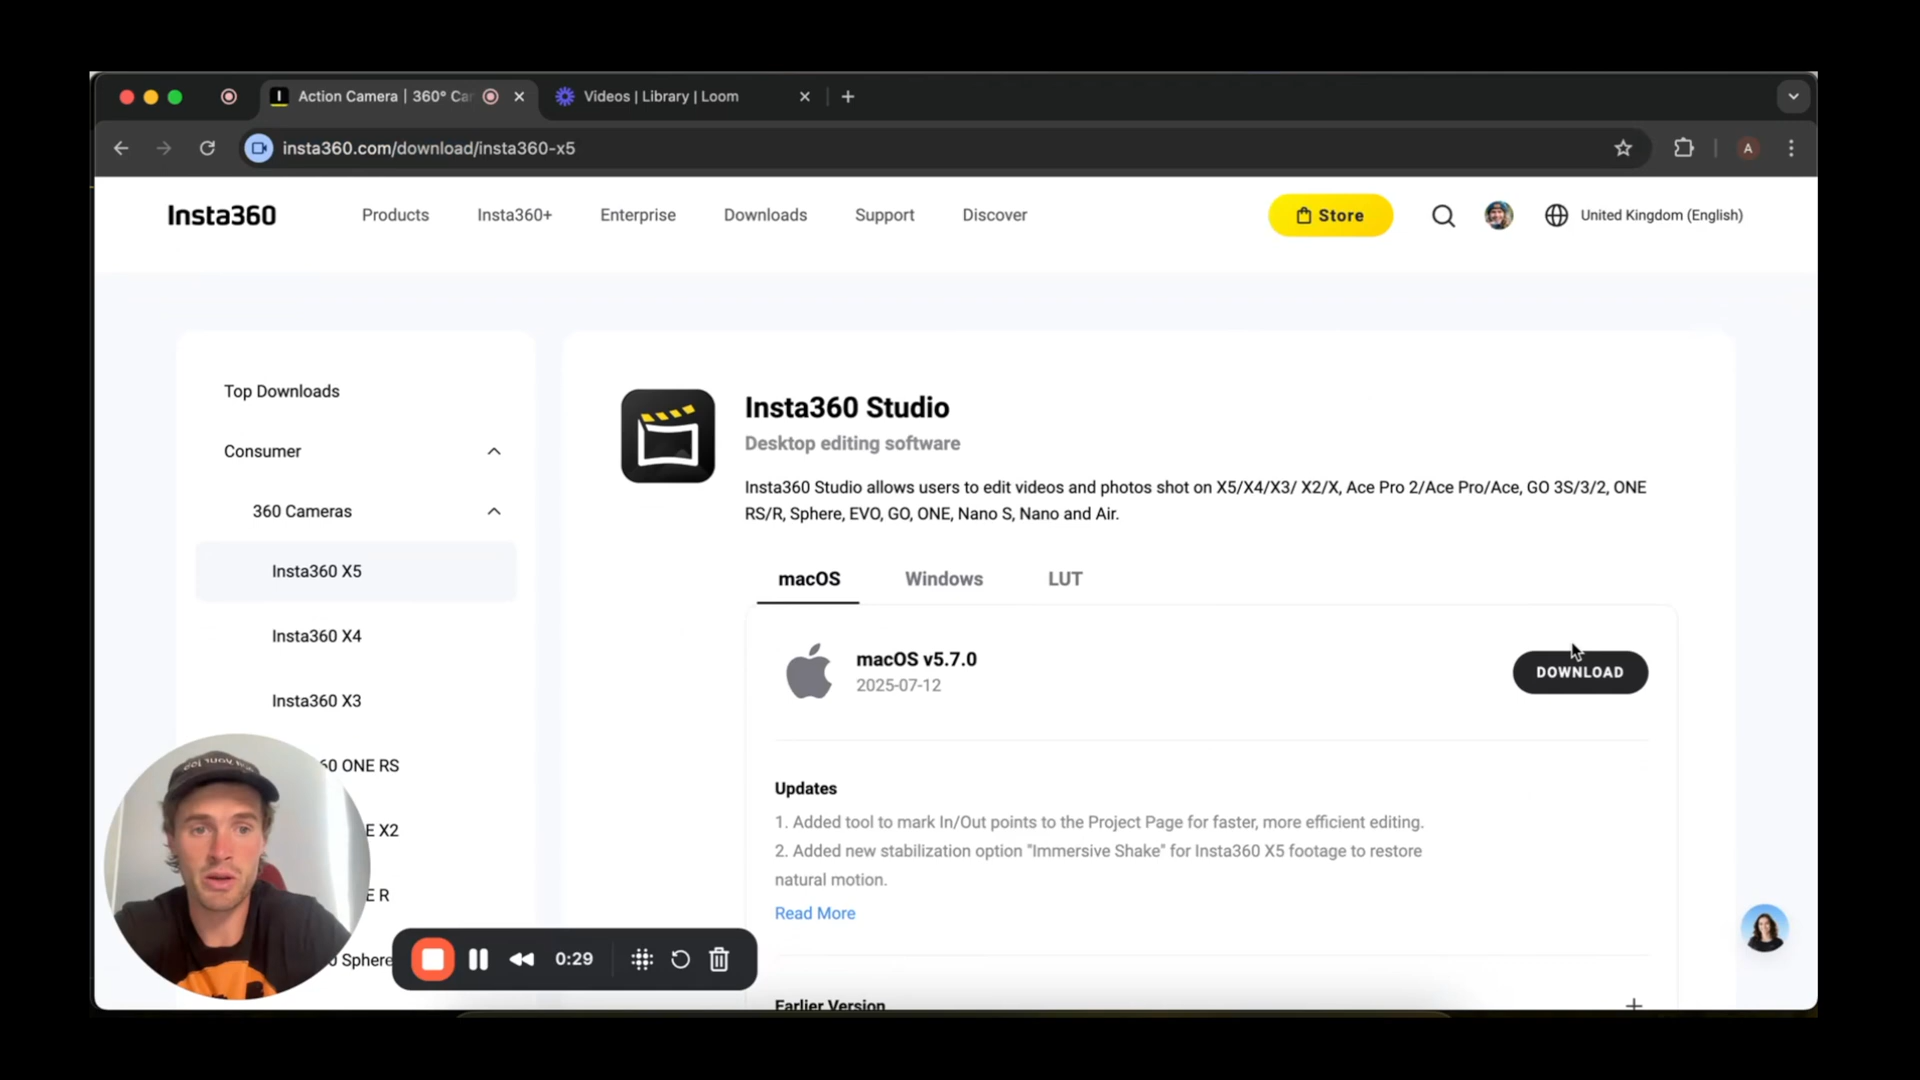 Action Camera | 360° Car
Videos | Library | Loom
insta360.com/download/insta360-x5
A
Insta360
Products
Insta360+
Enterprise
Downloads
Support
Discover
Store
United Kingdom (English)
Top Downloads
Consumer
360 Cameras
Insta360 X5
Insta360 X4
Insta360 X3
60 ONE RS
E X2
E R
Sphere
Insta360 Studio
Desktop editing software
Insta360 Studio allows users to edit videos and photos shot on X5/X4/X3/ X2/X, Ace Pro 2/Ace Pro/Ace, GO 3S/3/2, ONE
RS/R, Sphere, EVO, GO, ONE, Nano S, Nano and Air.
macOS
Windows
LUT
macOS v5.7.0
2025-07-12
DOWNLOAD
Updates
1. Added tool to mark In/Out points to the Project Page for faster, more efficient editing.
2. Added new stabilization option "Immersive Shake" for Insta360 X5 footage to restore
natural motion.
Read More
Earlier Version
0:29